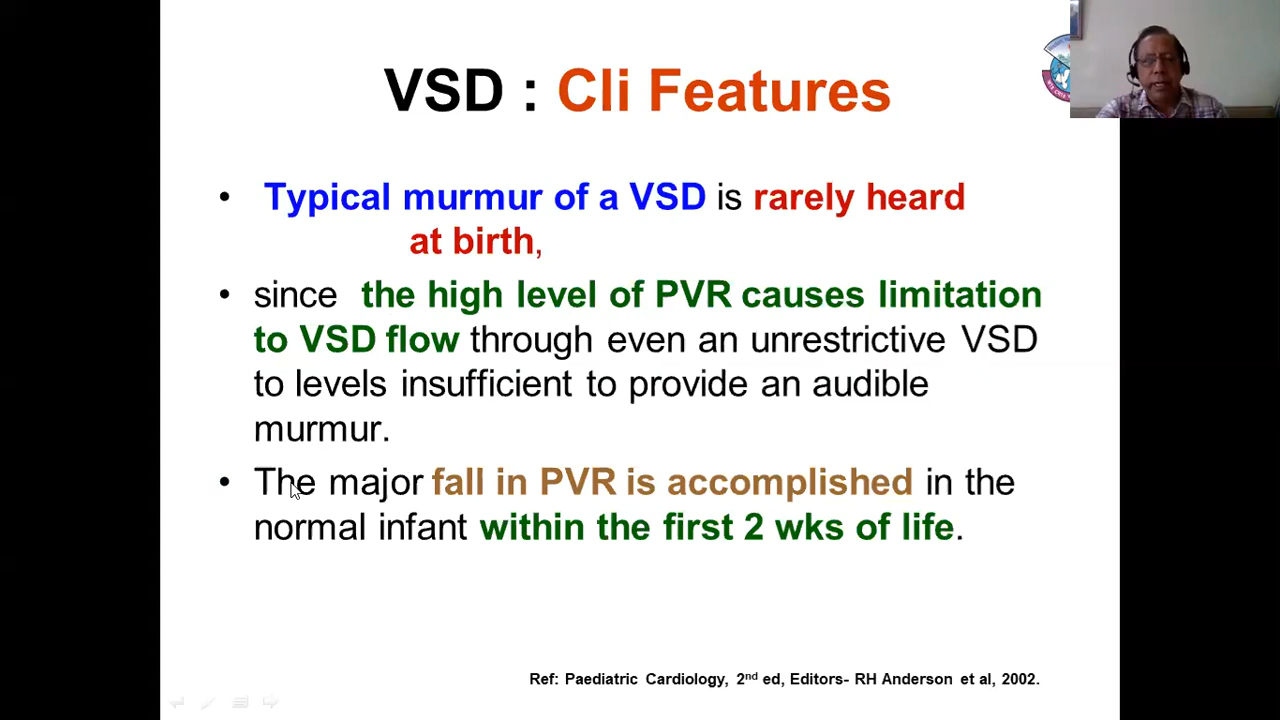 VSD : Cli Features
• Typical murmur of a VSD is rarely heard
at birth,
• since the high level of PVR causes limitation
to VSD flow through even an unrestrictive VSD
to levels insufficient to provide an audible
murmur.
• The major fall in PVR is accomplished in the
normal infant within the first 2 wks of life.
Ref: Paediatric Cardiology, 2nd ed, Editors- RH Anderson et al, 2002.